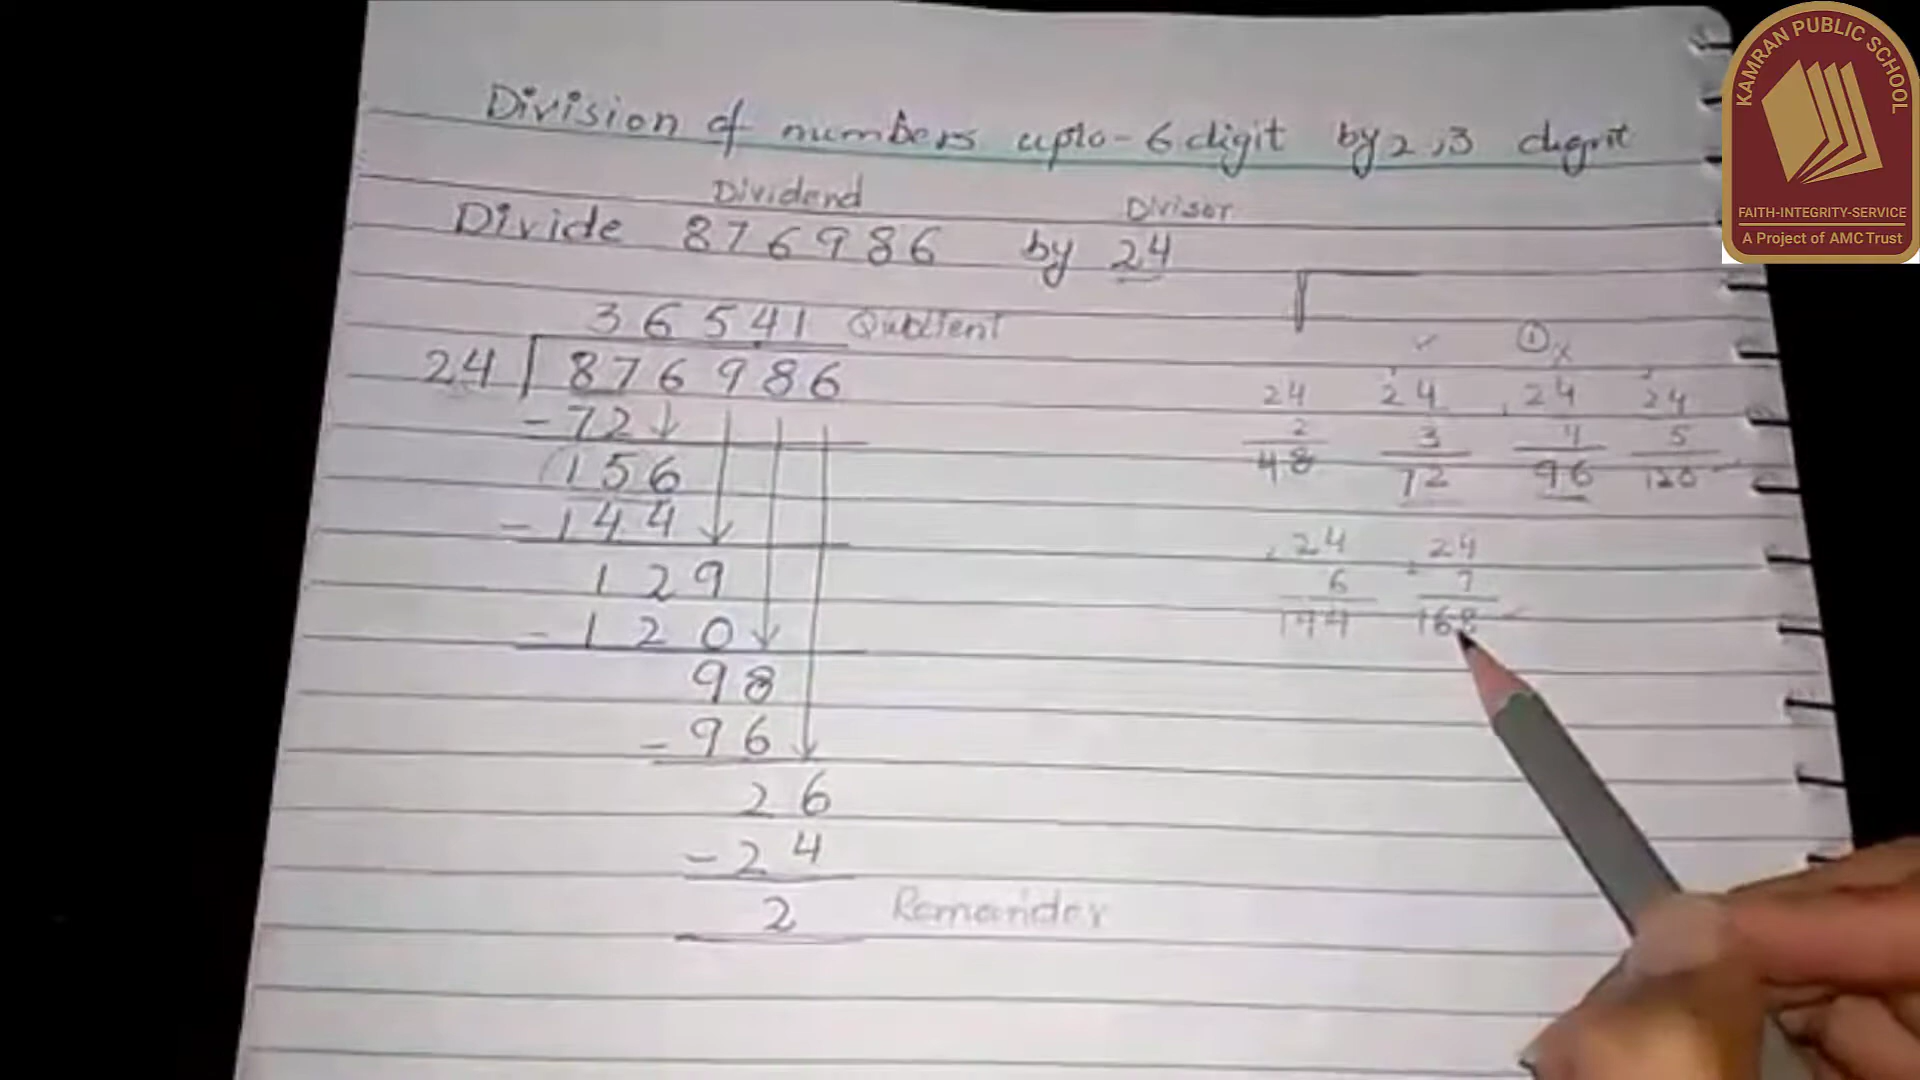 Division of numbers upto-6 digit by 2,3 digit
Dividend Divisor
Divide 876986 by 24
36541 Quotient
24 876986
-72
156
-144
129
-120
98
-96
26
-24
2 Remainder
1 x
24 24 24 24
2 3 4 5
48 72 96 120
24 24
6 7
144 168
KAMRAN PUBLIC SCHOOL
FAITH-INTEGRITY-SERVICE
A Project of AMC Trust